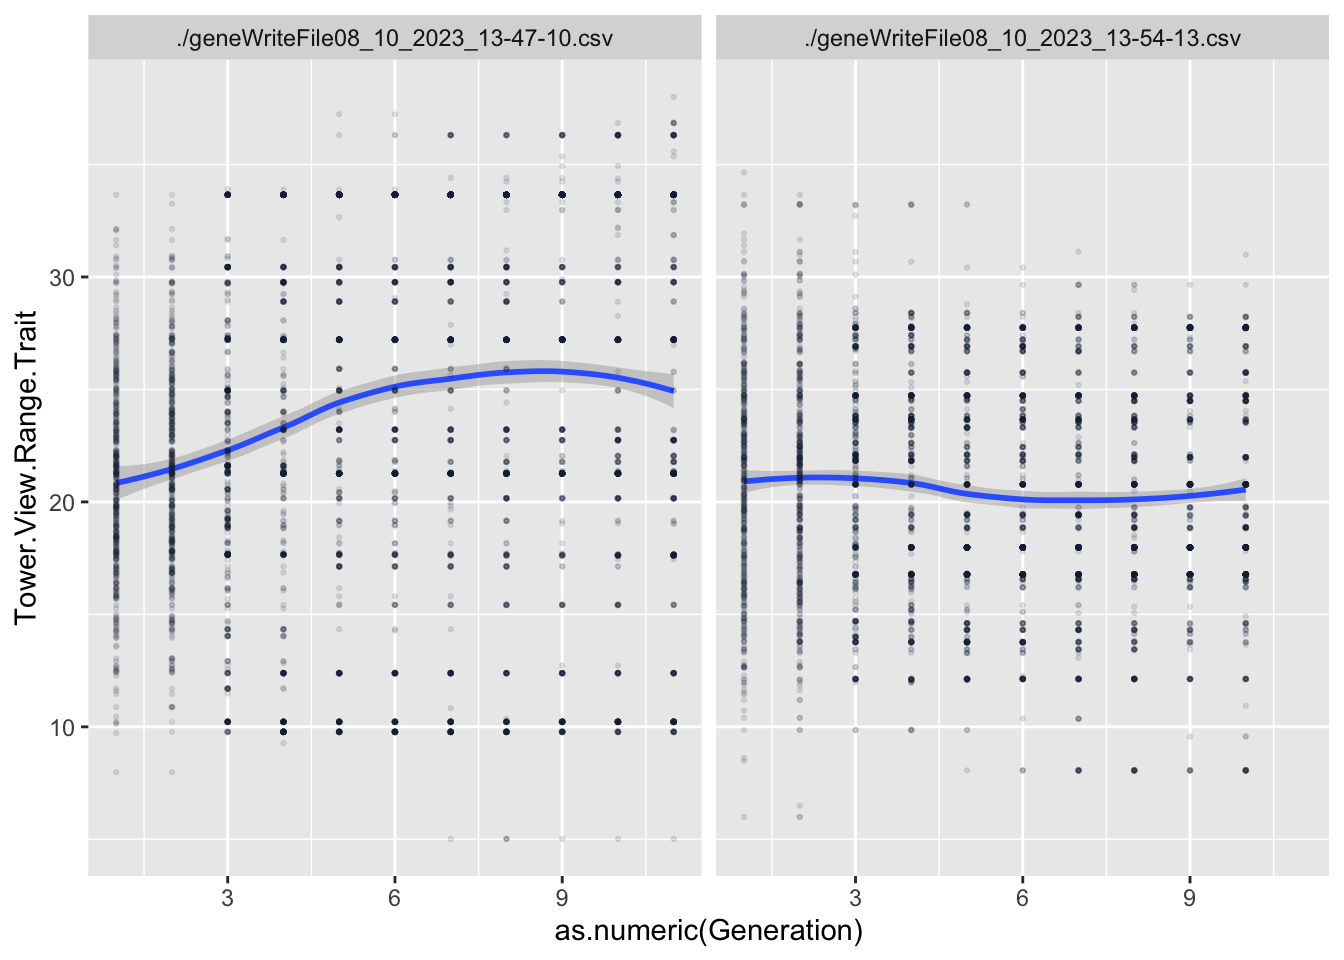 ./geneWriteFile08_10_2023_13-47-10.csv
./geneWriteFile08_10_2023_13-54-13.csv
Tower.View.Range.Trait
30
20
10
3
6
9
3
6
9
as.numeric(Generation)